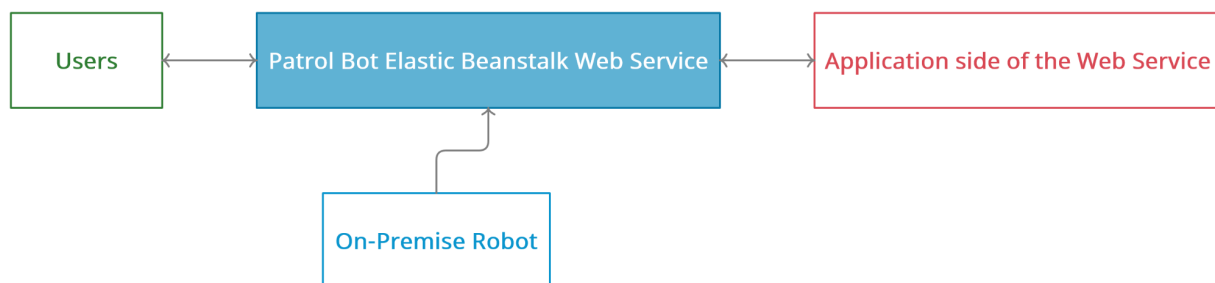 Users
Patrol Bot Elastic Beanstalk Web Service
Application side of the Web Service
On-Premise Robot